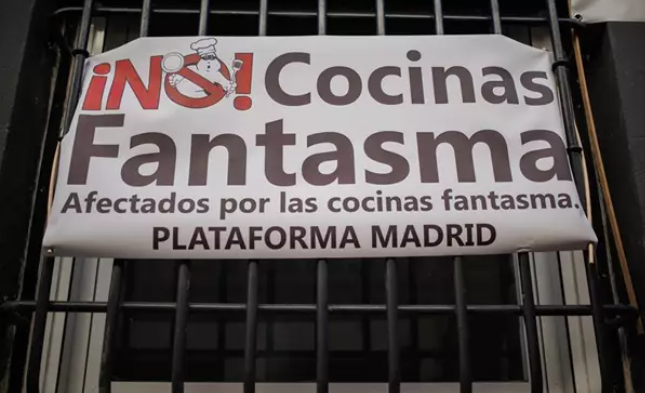 ¡NO! Cocinas
Fantasma
Afectados por las cocinas fantasma.
PLATAFORMA MADRID